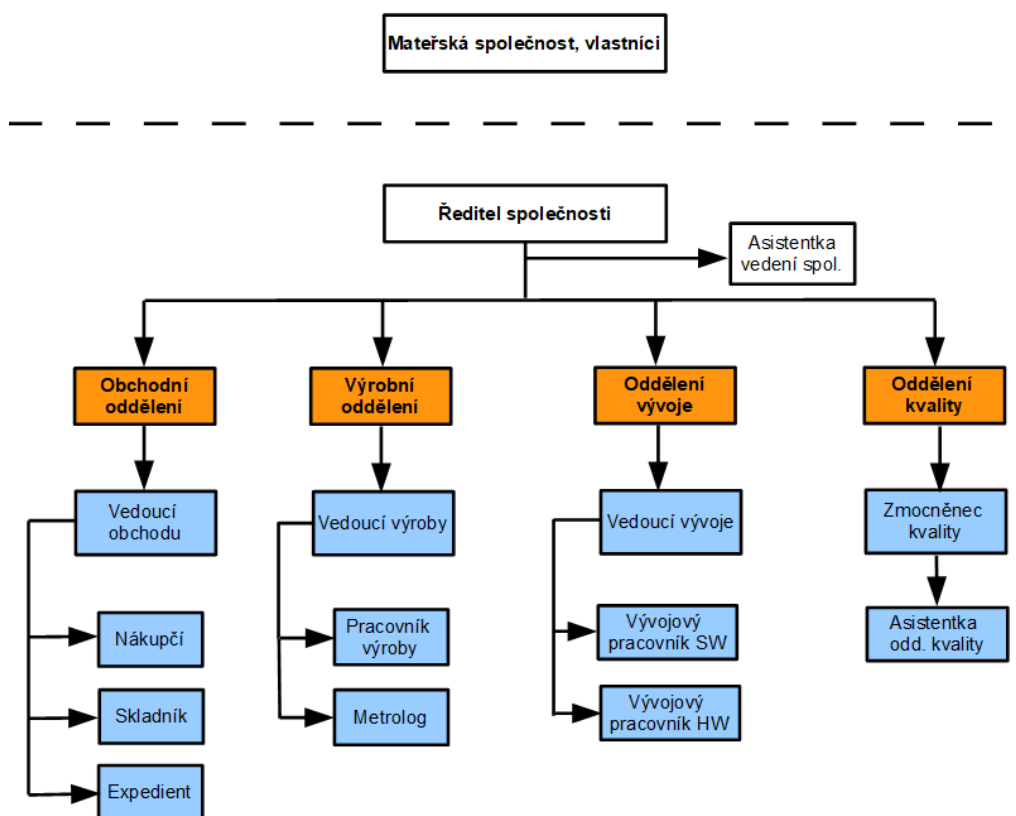 Mateřská společnost, vlastníci
Ředitel společnosti
Asistentka
vedení spol.
Obchodní
oddělení
Výrobní
oddělení
Oddělení
vývoje
Oddělení
kvality
Vedoucí
obchodu
Vedoucí výroby
Vedoucí vývoje
Zmocněnec
kvality
Nákupčí
Pracovník
výroby
Vývojový
pracovník SW
Asistentka
odd. kvality
Skladník
Metrolog
Vývojový
pracovník HW
Expedient